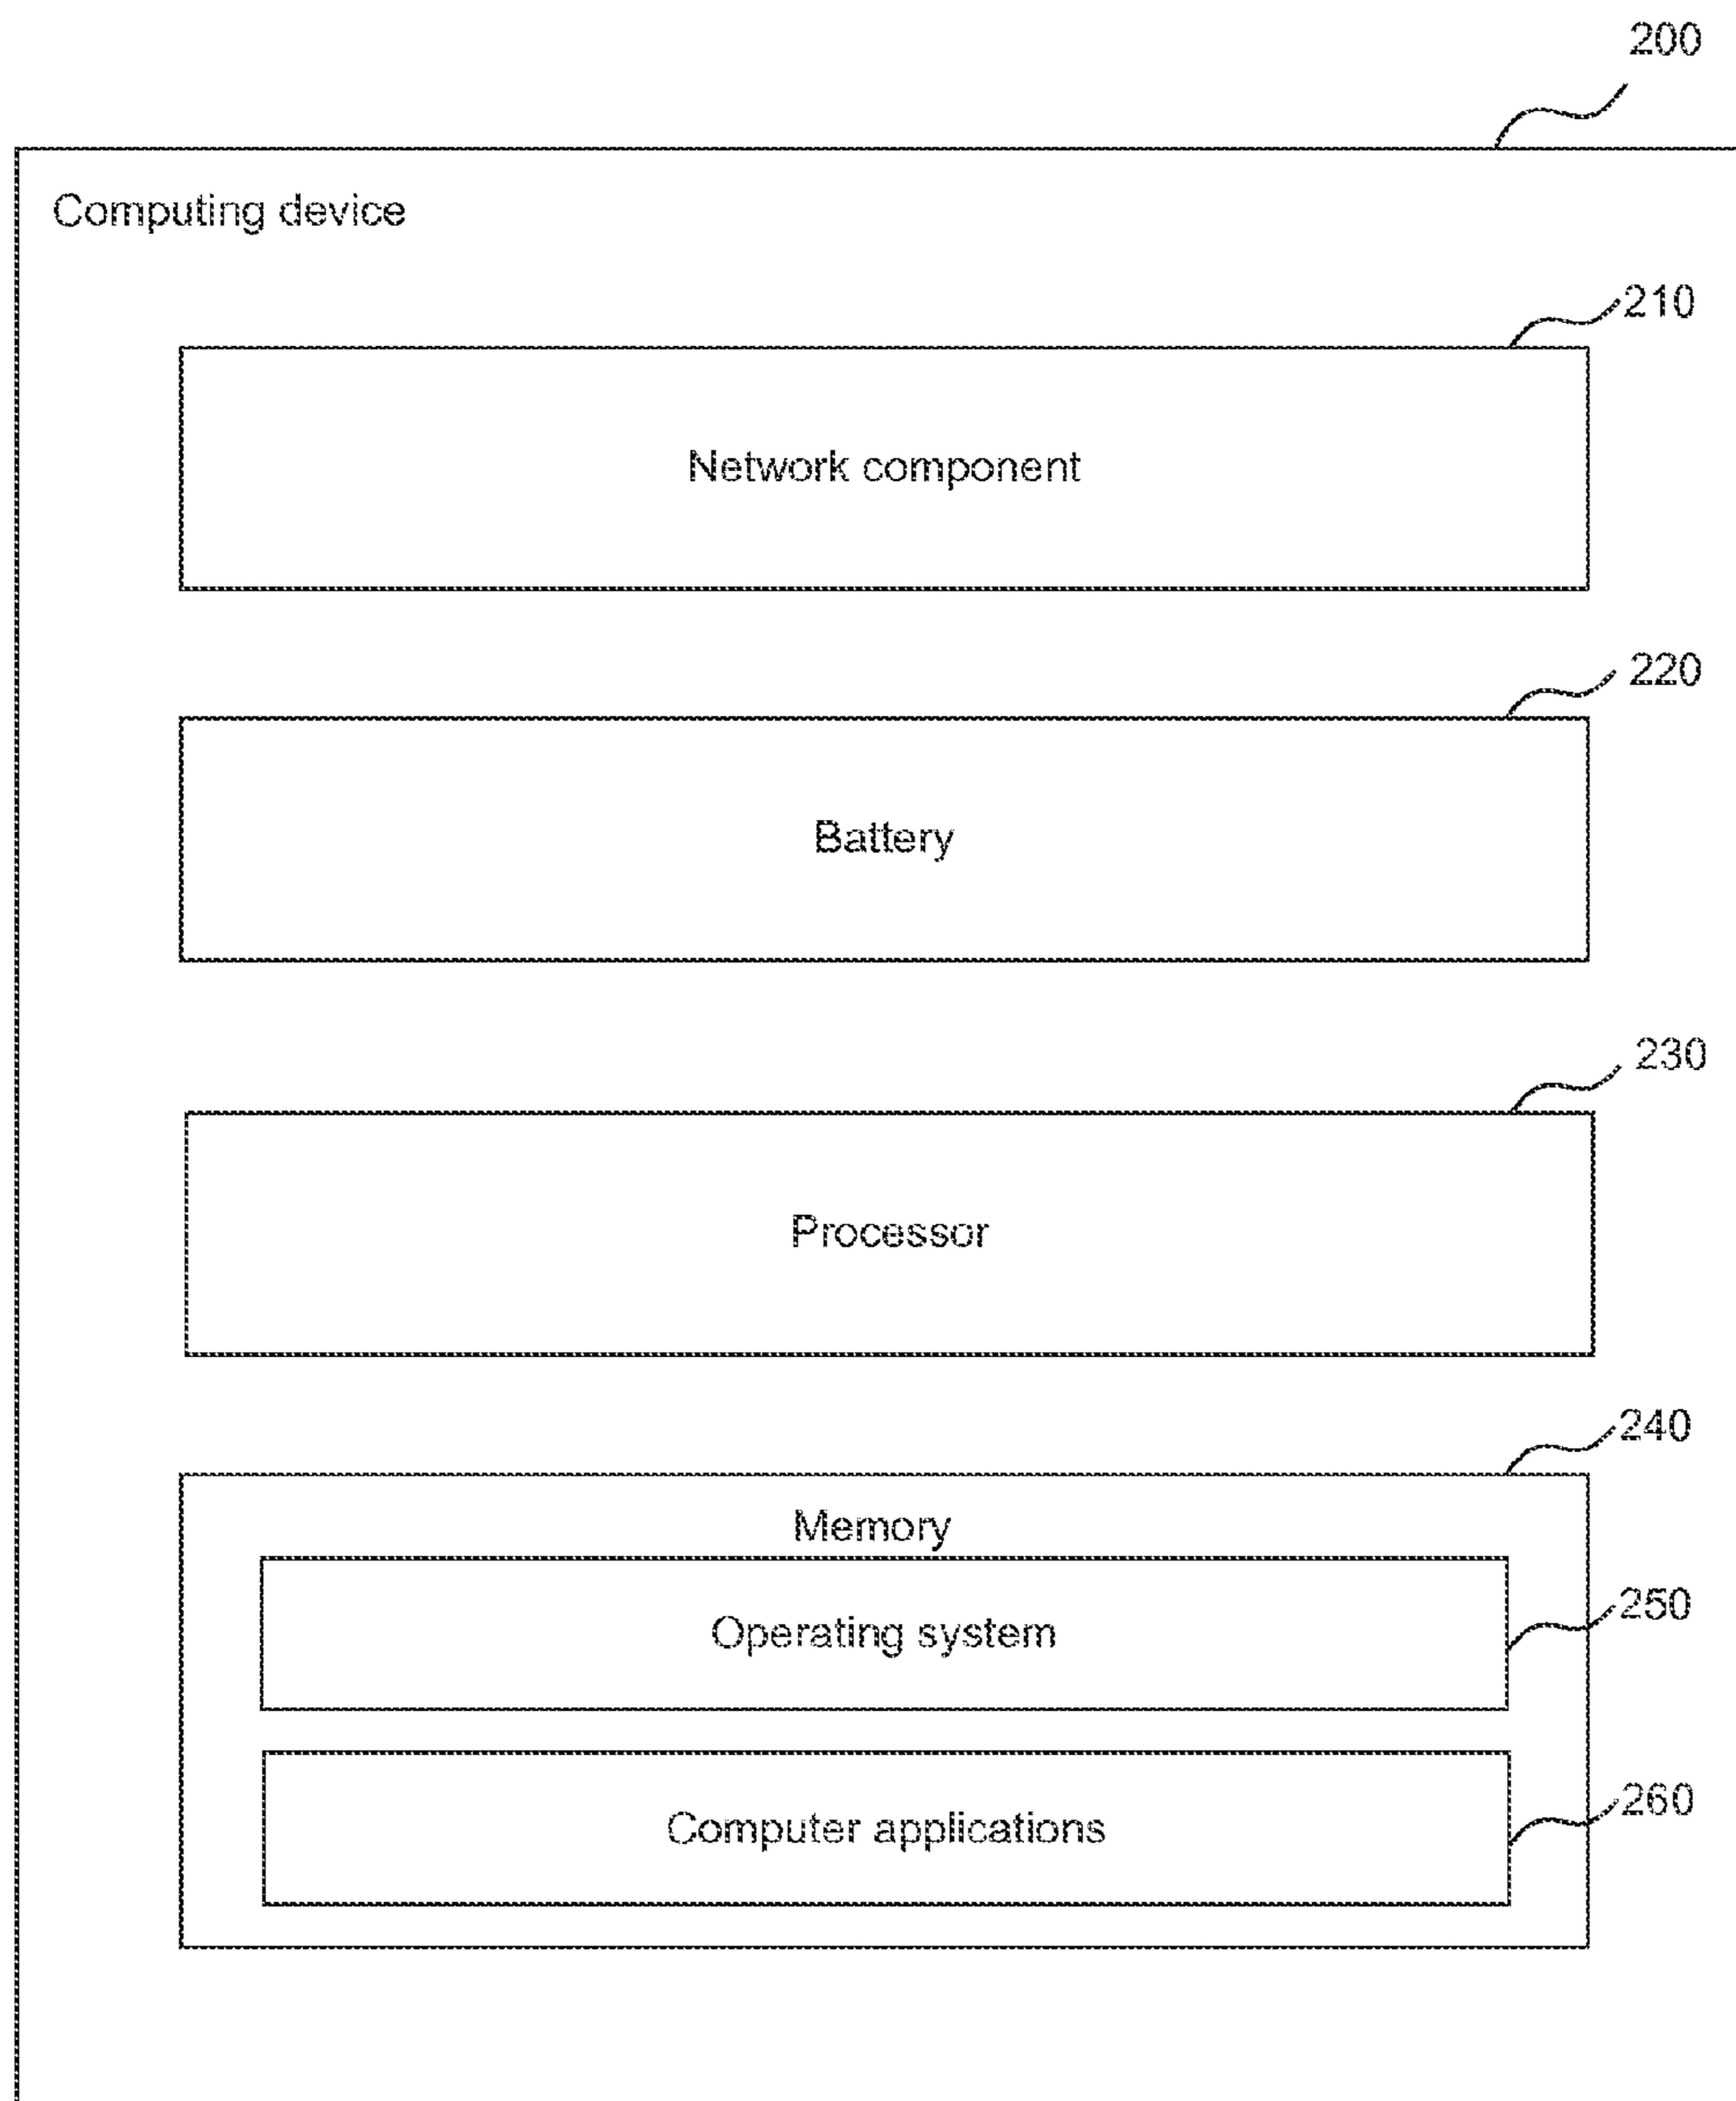 200
Computing device
210
Network component
220
Battery
230
Processor
240
Memory
Operating system
250
Computer applications
260